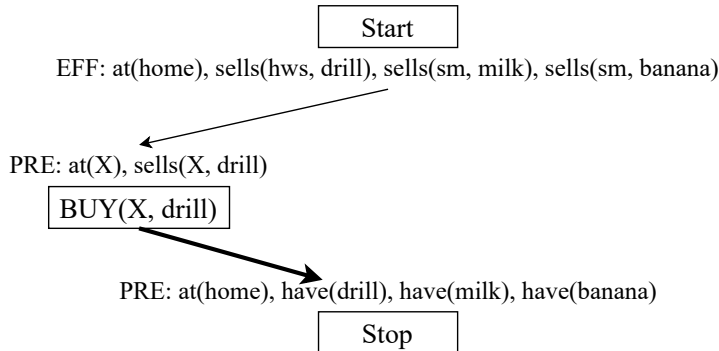 Start
EFF: at(home), sells(hws, drill), sells(sm, milk), sells(sm, banana)
PRE: at(X), sells(X, drill)
BUY(X, drill)
PRE: at(home), have(drill), have(milk), have(banana)
Stop